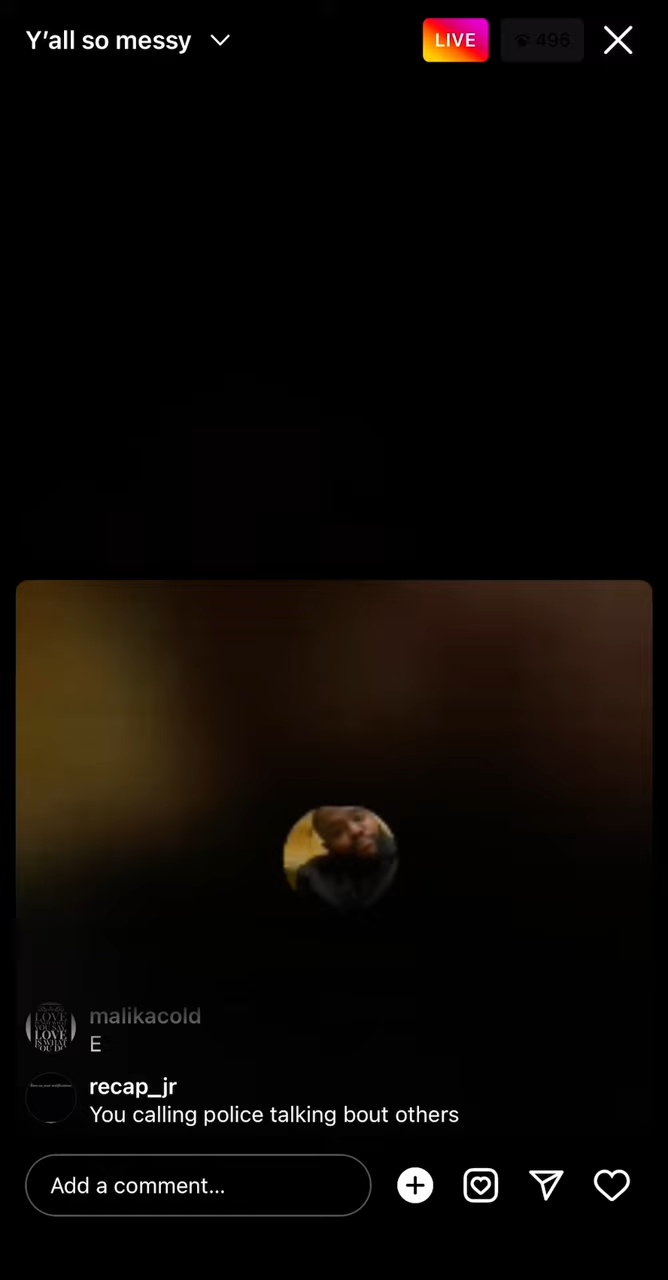 Y'all so messy
LIVE
496
malikacold
E
recap_jr
You calling police talking bout others
Add a comment...